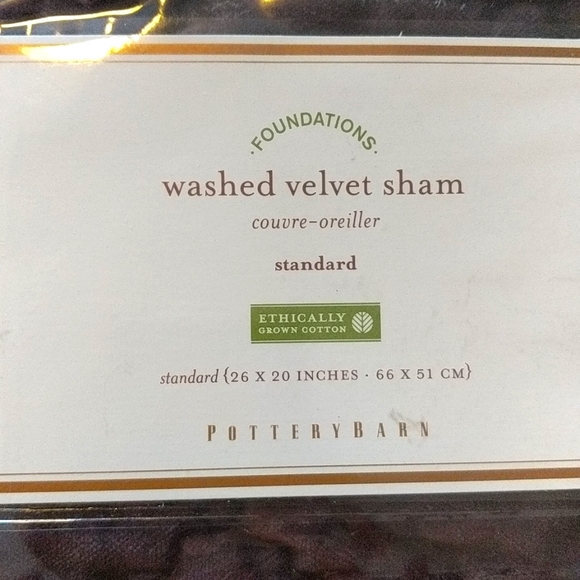 ·FOUNDATIONS·
washed velvet sham
couvre-oreiller
standard
ETHICALLY
GROWN COTTON
standard {26 X 20 INCHES · 66 X 51 CM}
POTTERYBARN